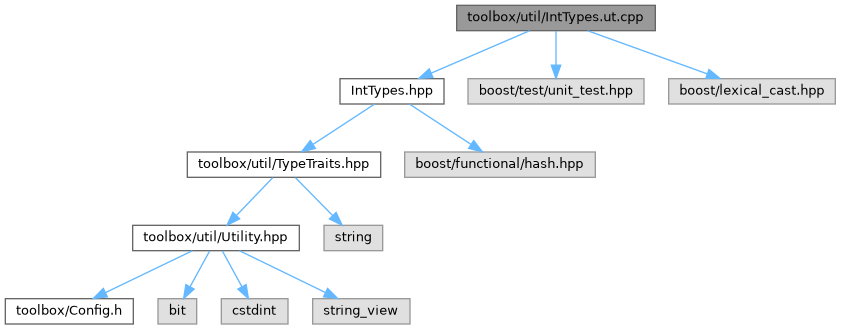 toolbox/util/IntTypes.ut.cpp
IntTypes.hpp
boost/test/unit_test.hpp
boost/lexical_cast.hpp
toolbox/util/TypeTraits.hpp
boost/functional/hash.hpp
toolbox/util/Utility.hpp
string
toolbox/Config.h
bit
cstdint
string_view